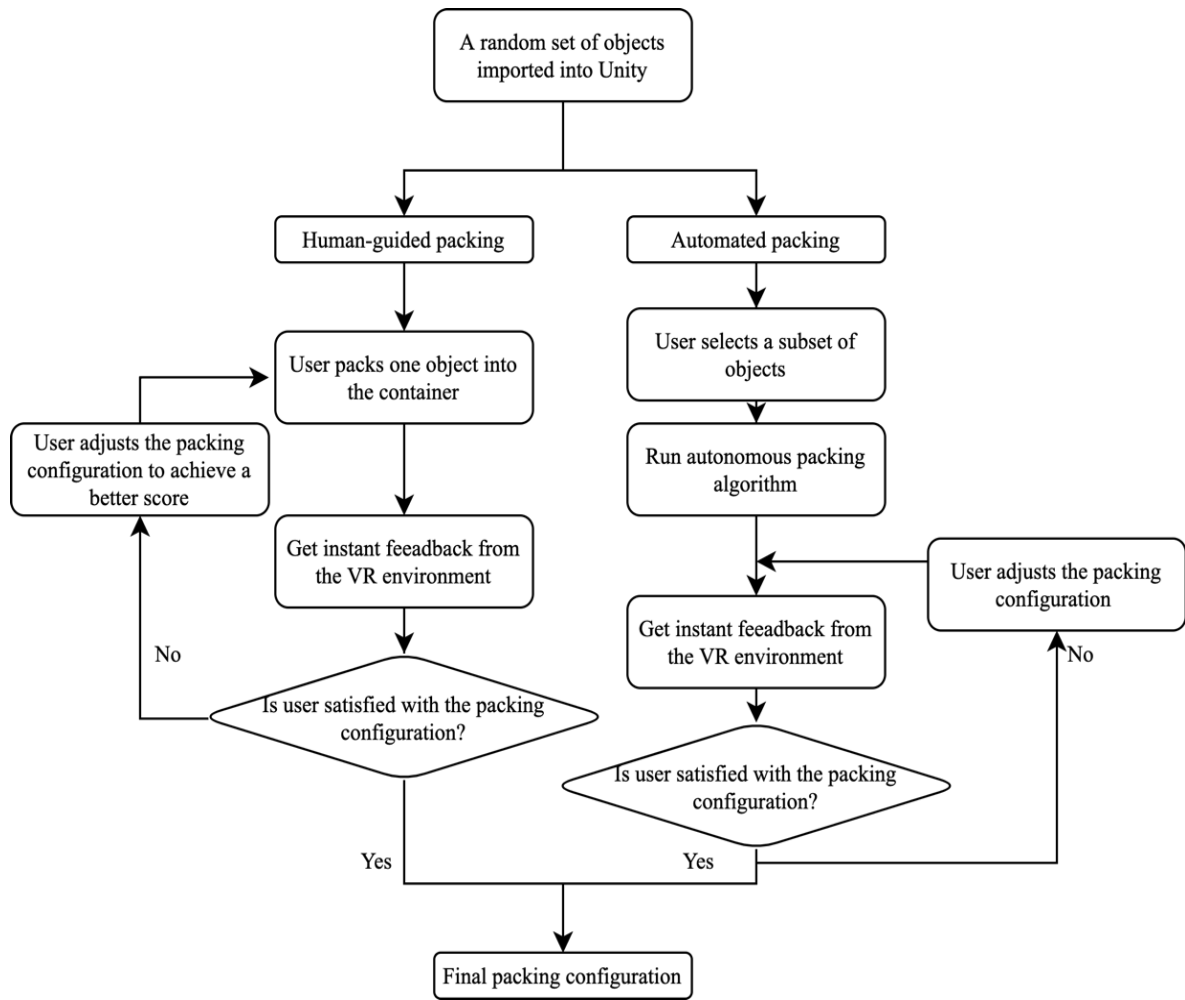 A random set of objects
imported into Unity
Human-guided packing
Automated packing
User packs one object into
the container
User selects a subset of
objects
User adjusts the packing
configuration to achieve a
better score
Run autonomous packing
algorithm
Get instant feeadback from
the VR environment
User adjusts the packing
configuration
Get instant feeadback from
the VR environment
No
No
Is user satisfied with the packing
configuration?
Is user satisfied with the packing
configuration?
Yes
Yes
Final packing configuration